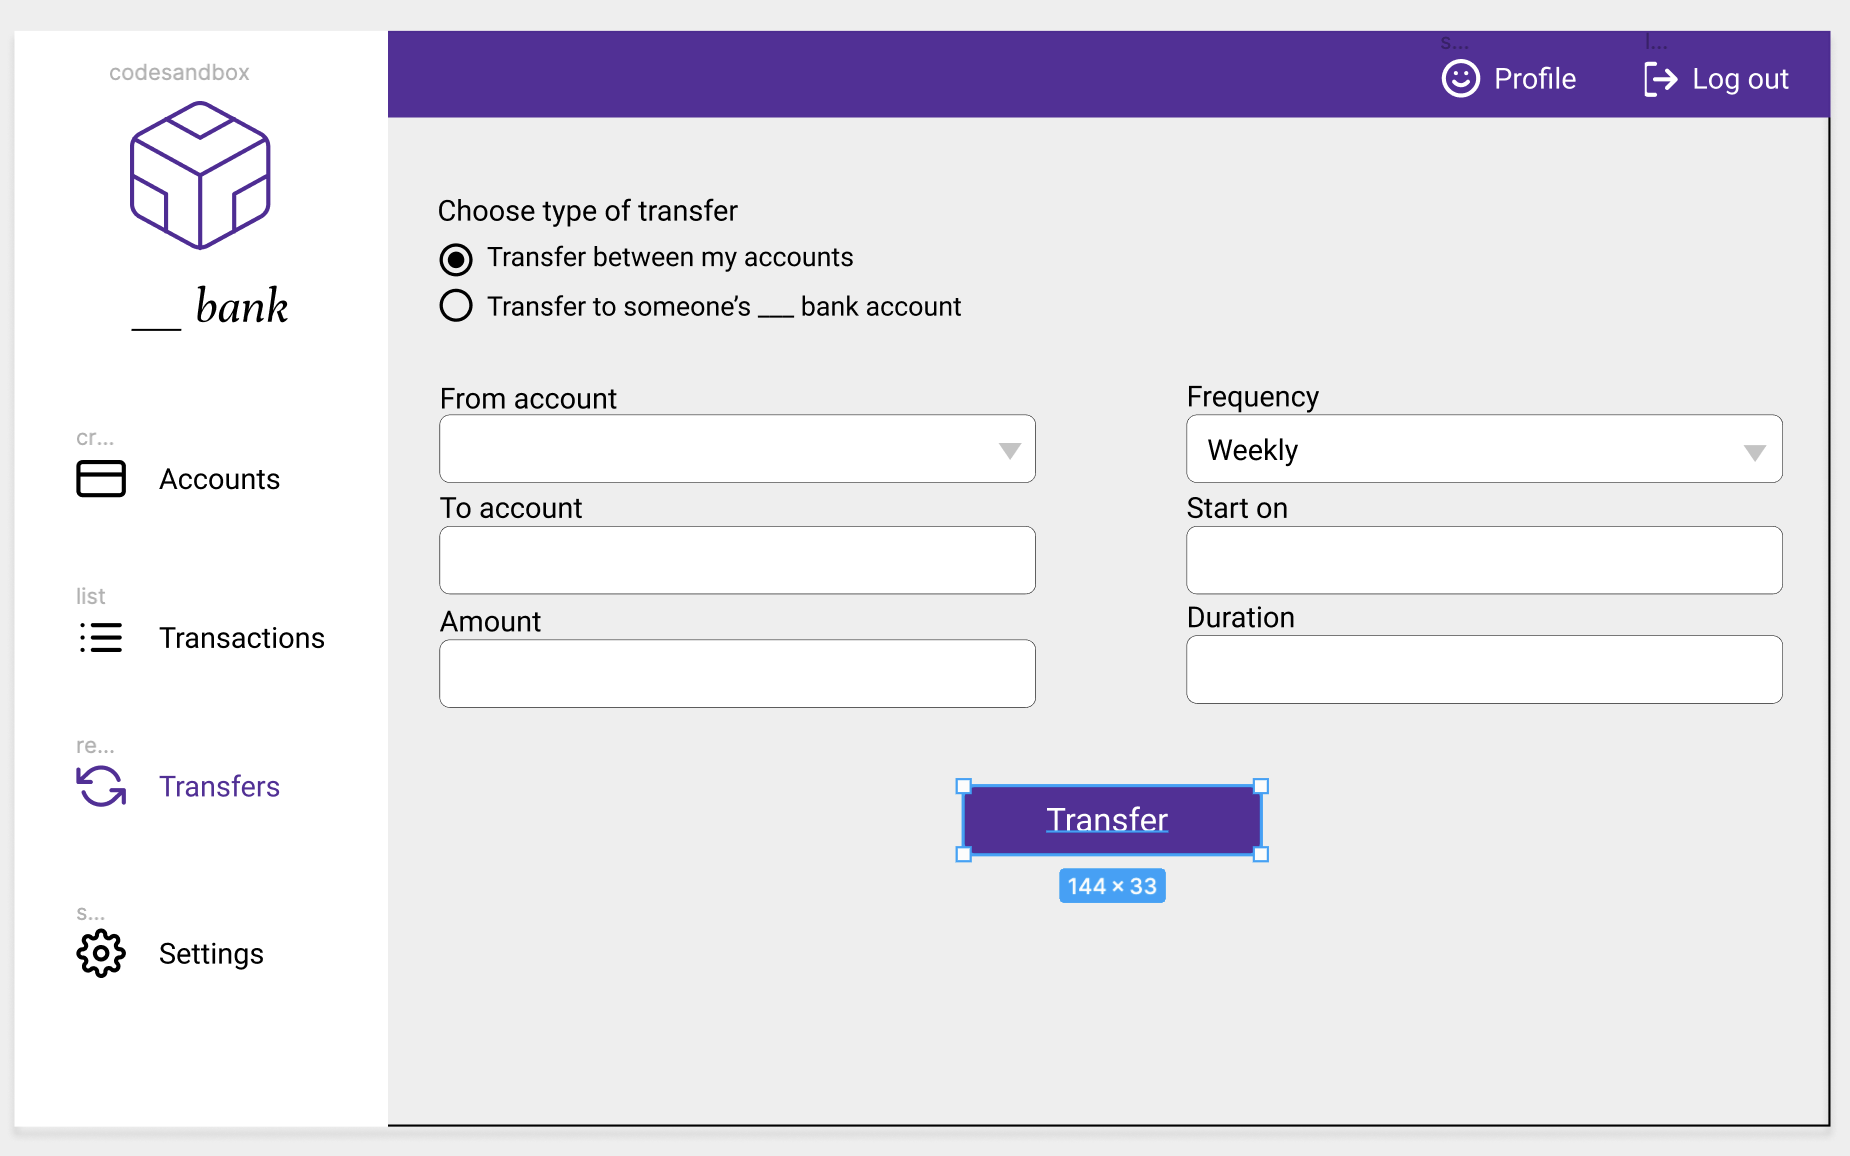 codesandbox
__ bank
cr...
Accounts
list
Transactions
re...
Transfers
s...
Settings
s...
Profile
l...
Log out
Choose type of transfer
Transfer between my accounts
Transfer to someone’s ___ bank account
From account
To account
Amount
Frequency
Weekly
Start on
Duration
Transfer
144 × 33